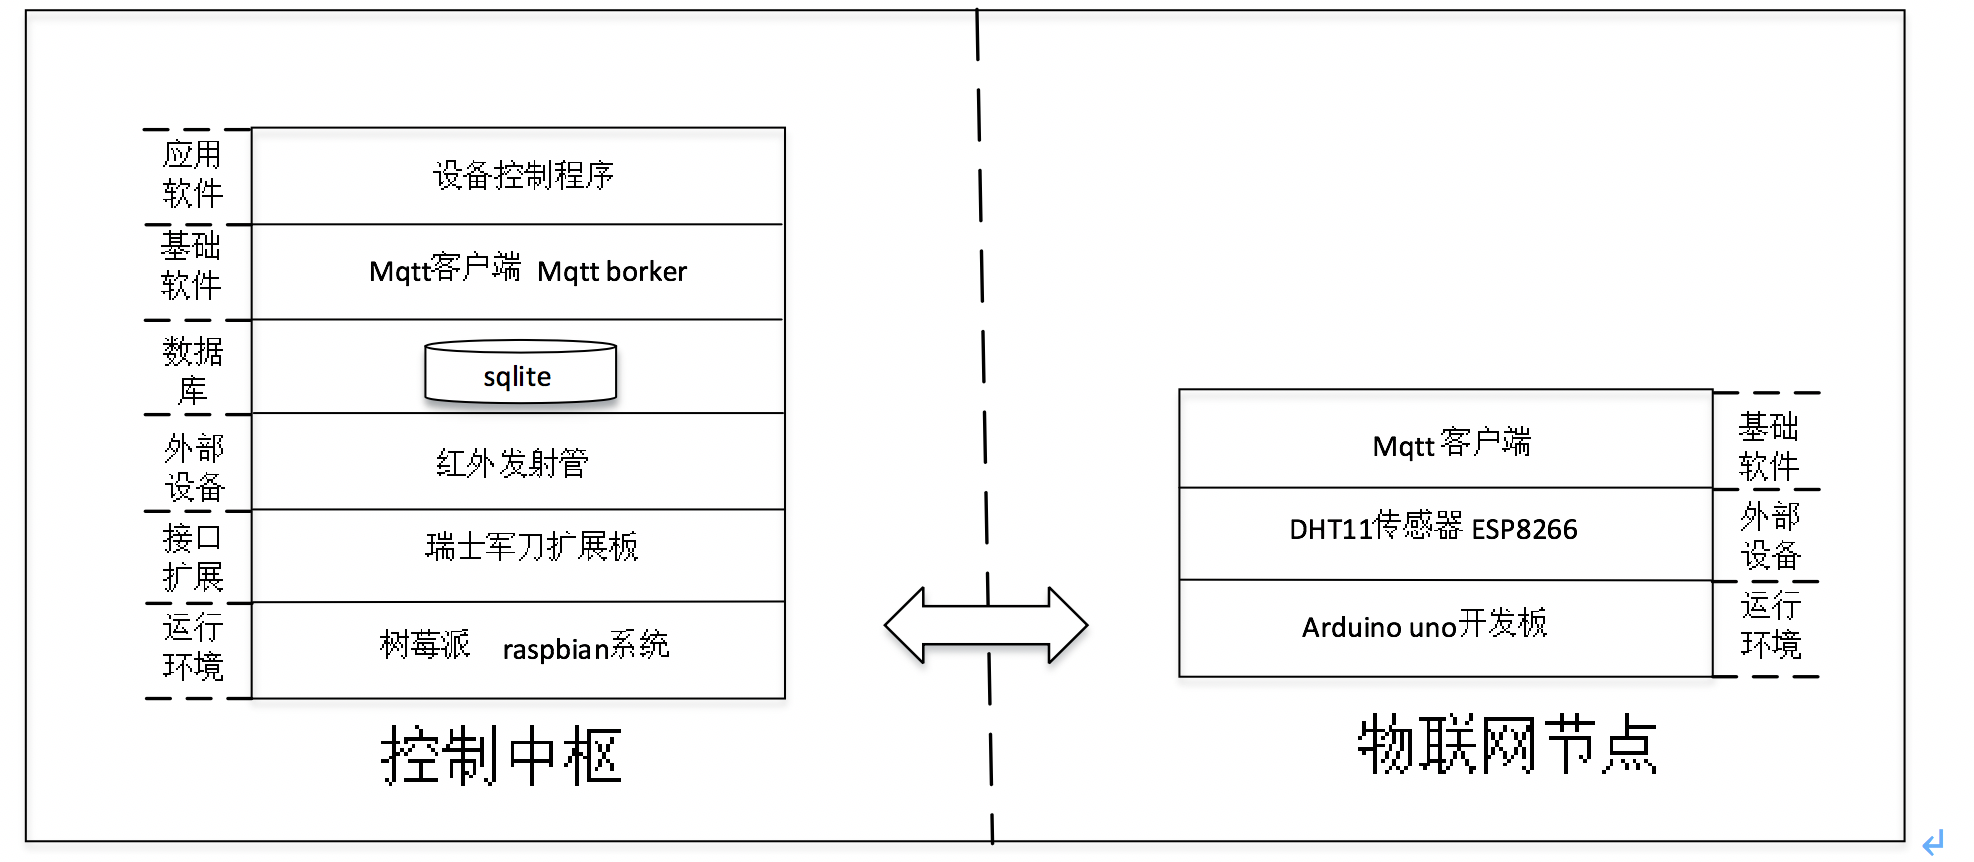 应用
软件
设备控制程序
基础
软件
Mqtt客户端 Mqtt borker
数据
库
sqlite
外部
设备
红外发射管
接口
扩展
瑞士军刀扩展板
运行
环境
树莓派 raspbian系统
控制中枢
Mqtt 客户端
基础
软件
DHT11传感器 ESP8266
外部
设备
Arduino uno开发板
运行
环境
物联网节点